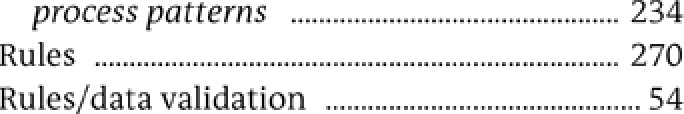 process patterns ................................................. 234
Rules ............................................................................... 270
Rules/data validation .............................................. 54